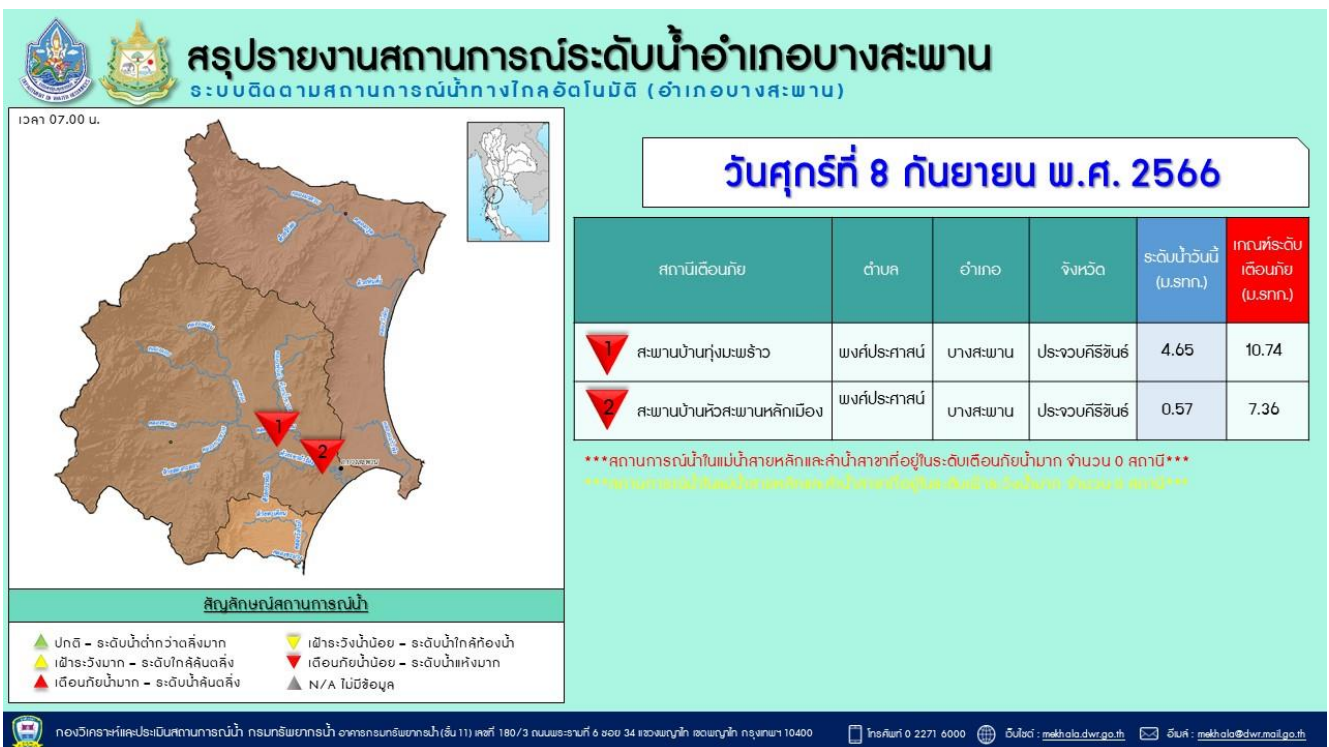 สรุปรายงานสถานการณ์ระดับน้ำอำเภอบางสะพาน
ระบบติดตามสถานการณ์น้ำทางไกลอัตโนมัติ (อำเภอบางสะพาน)
เวลา 07.00 น.
วันศุกร์ที่ 8 กันยายน พ.ศ. 2566
สถานีเตือนภัย ตำบล อำเภอ จังหวัด ระดับน้ำวันนี้ (ม.รทก.) เกณฑ์ระดับเตือนภัย (ม.รทก.)
1 สะพานบ้านทุ่งมะพร้าว พงศ์ประศาสน์ บางสะพาน ประจวบคีรีขันธ์ 4.65 10.74
2 สะพานบ้านหัวสะพานหลักเมือง พงศ์ประศาสน์ บางสะพาน ประจวบคีรีขันธ์ 0.57 7.36
***สถานการณ์น้ำในแม่น้ำสายหลักและลำน้ำสาขาที่อยู่ในระดับเตือนภัยน้ำมาก จำนวน 0 สถานี***
1
2
สัญลักษณ์สถานการณ์น้ำ
ปกติ – ระดับน้ำต่ำกว่าตลิ่งมาก
เฝ้าระวังมาก – ระดับใกล้ล้นตลิ่ง
เตือนภัยน้ำมาก – ระดับน้ำล้นตลิ่ง
เฝ้าระวังน้ำน้อย – ระดับน้ำใกล้ท้องน้ำ
เตือนภัยน้ำน้อย – ระดับน้ำแห้งมาก
N/A ไม่มีข้อมูล
กองวิเคราะห์และประเมินสถานการณ์น้ำ กรมทรัพยากรน้ำ อาคารกรมทรัพยากรน้ำ(ชั้น 11) เลขที่ 180/3 ถนนพระรามที่ 6 ซอย 34 แขวงพญาไท เขตพญาไท กรุงเทพฯ 10400 โทรศัพท์ 0 2271 6000 เว็บไซต์ : mekhala.dwr.go.th อีเมล์ : mekhala@dwr.mail.go.th